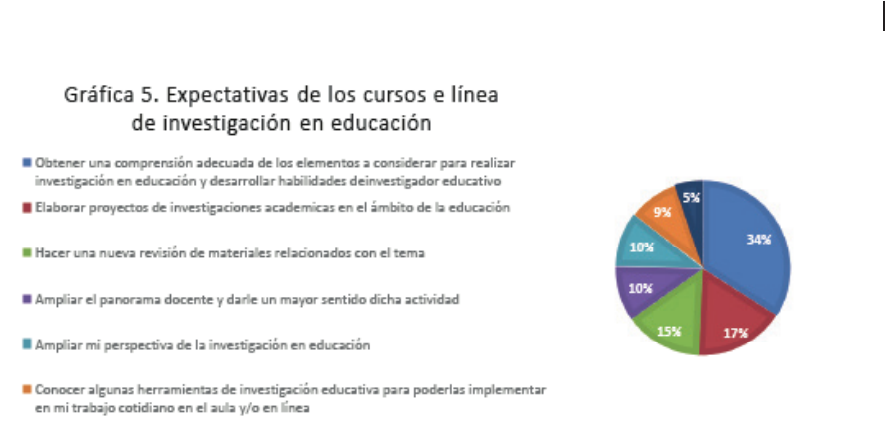 Gráfica 5. Expectativas de los cursos e línea
de investigación en educación
Obtener una comprensión adecuada de los elementos a considerar para realizar
investigación en educación y desarrollar habilidades deinvestigador educativo
Elaborar proyectos de investigaciones academicas en el ámbito de la educación
Hacer una nueva revisión de materiales relacionados con el tema
Ampliar el panorama docente y darle un mayor sentido dicha actividad
Ampliar mi perspectiva de la investigación en educación
Conocer algunas herramientas de investigación educativa para poderlas implementar
en mi trabajo cotidiano en el aula y/o en línea
5%
9%
34%
10%
10%
15%
17%